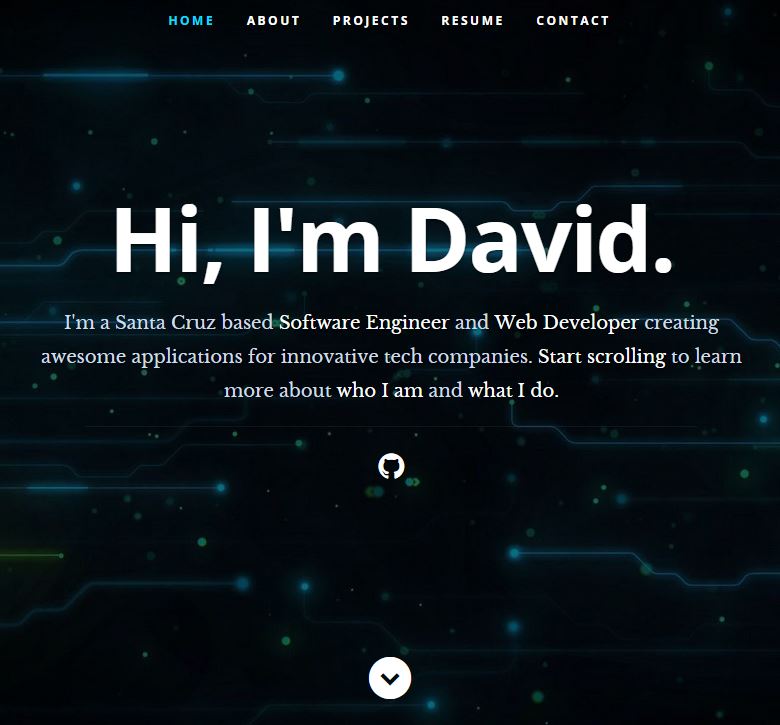 HOME ABOUT PROJECTS RESUME CONTACT
Hi, I'm David.
I'm a Santa Cruz based Software Engineer and Web Developer creating
awesome applications for innovative tech companies. Start scrolling to learn
more about who I am and what I do.